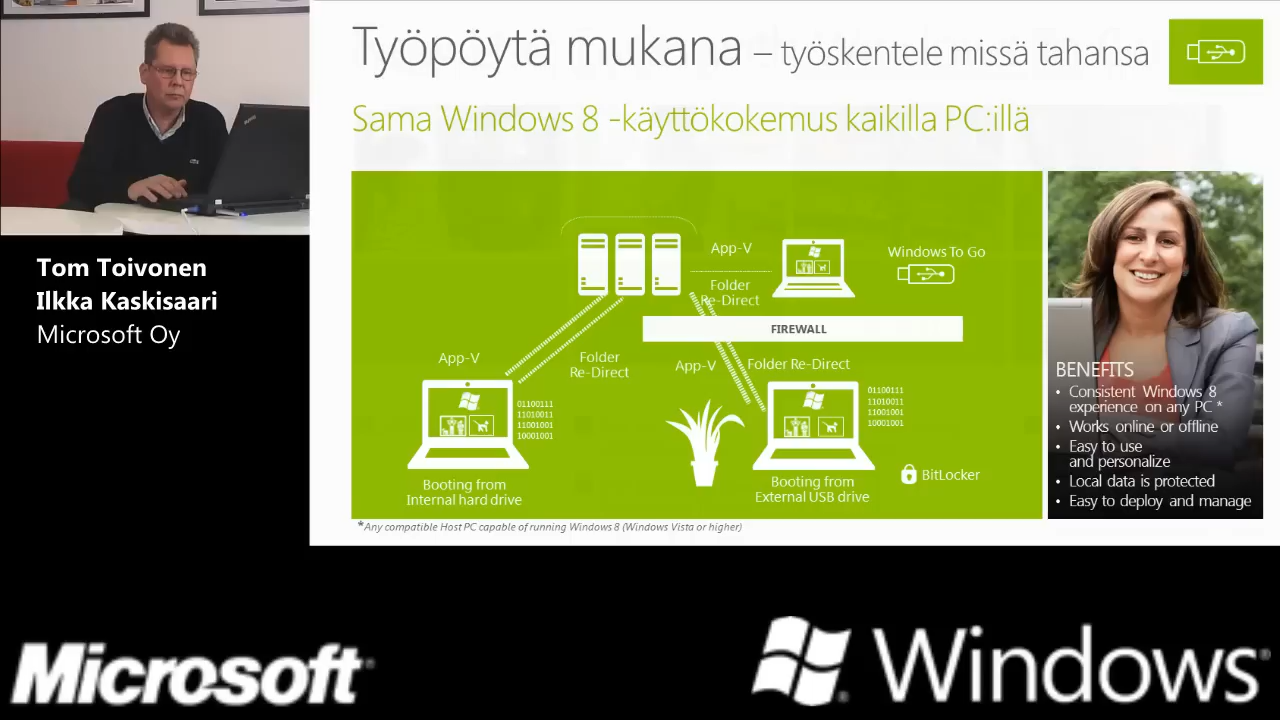 Työpöytä mukana – työskentele missä tahansa
Sama Windows 8 -käyttökokemus kaikilla PC:illä
Tom Toivonen
Ilkka Kaskisaari
Microsoft Oy
App-V
Folder
Re-Direct
Windows To Go
FIREWALL
App-V
Folder
Re-Direct
App-V
Folder Re-Direct
01100111
11010011
11001001
10001001
01100111
11010011
11001001
10001001
Booting from
Internal hard drive
Booting from
External USB drive
BitLocker
*Any compatible Host PC capable of running Windows 8 (Windows Vista or higher)
BENEFITS
• Consistent Windows 8
experience on any PC *
• Works online or offline
• Easy to use
and personalize
• Local data is protected
• Easy to deploy and manage
Microsoft®
Windows®